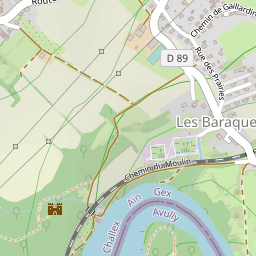 Route
Chemin de Gaillardin
D 89
Rue des Prairies
Les Baraque
Chemin du Moulin
Ain
Gex
Challex
Avully